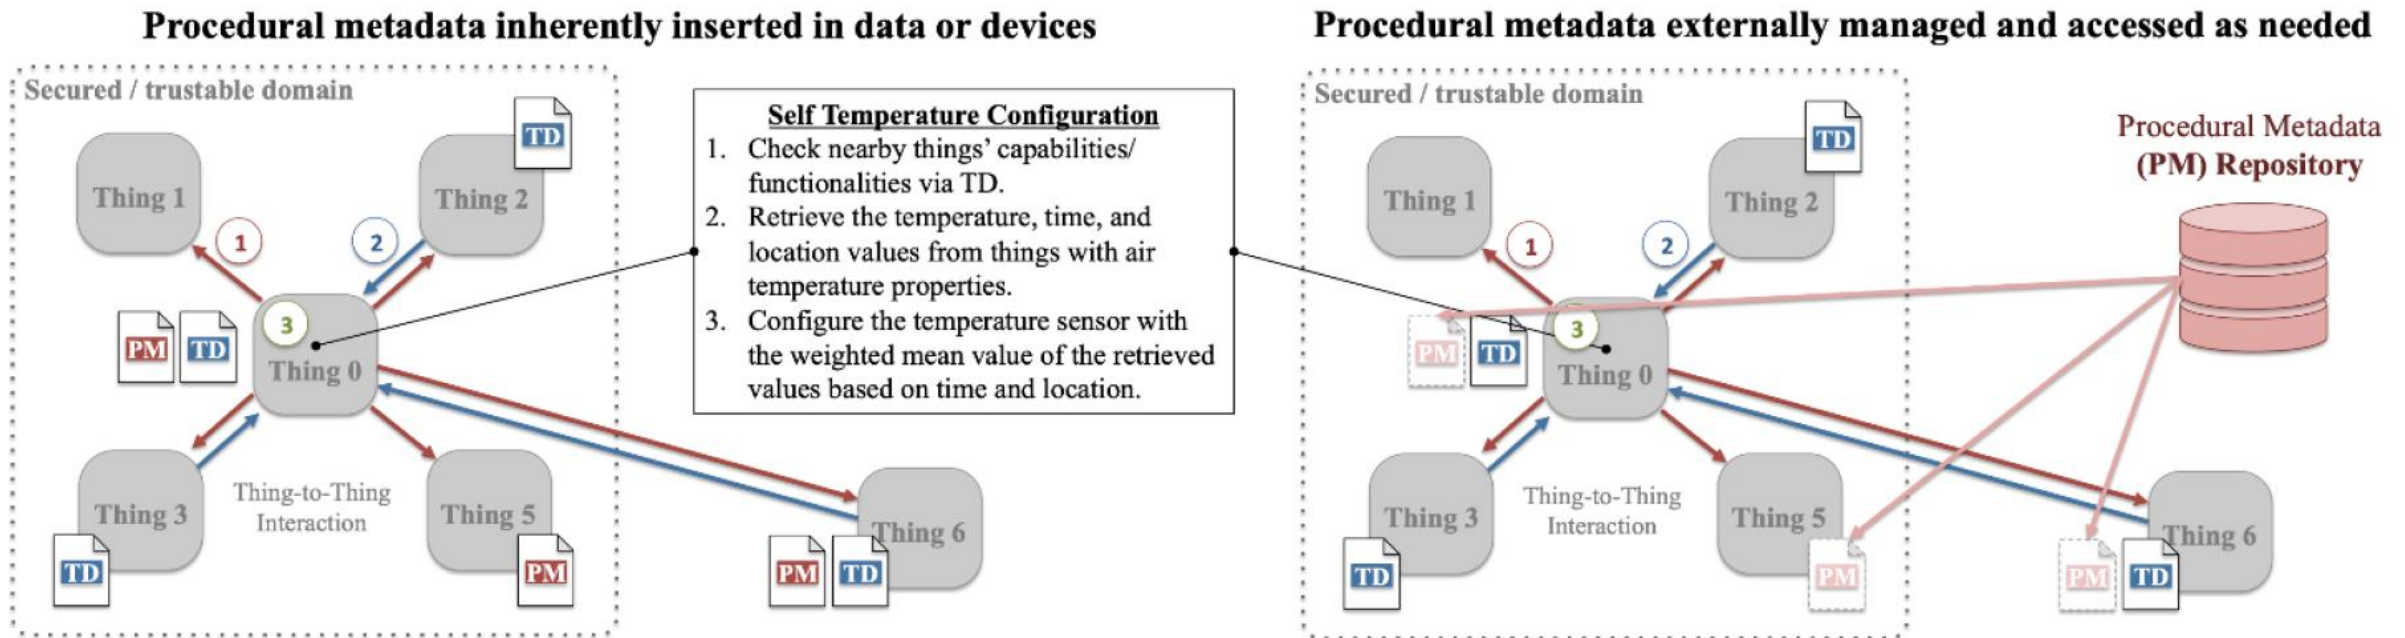 Procedural metadata inherently inserted in data or devices
Secured / trustable domain
TD
Thing 1
Thing 2
1
2
3
PM
TD
Thing 0
Thing 3
Thing-to-Thing
Interaction
Thing 5
TD
PM
Thing 6
PM
TD
Self Temperature Configuration
1. Check nearby things' capabilities/
functionalities via TD.
2. Retrieve the temperature, time, and
location values from things with air
temperature properties.
3. Configure the temperature sensor with
the weighted mean value of the retrieved
values based on time and location.
Procedural metadata externally managed and accessed as needed
Secured / trustable domain
TD
Thing 1
Thing 2
1
2
3
PM
TD
Thing 0
Thing 3
Thing-to-Thing
Interaction
Thing 5
TD
PM
Thing 6
PM
TD
Procedural Metadata
(PM) Repository